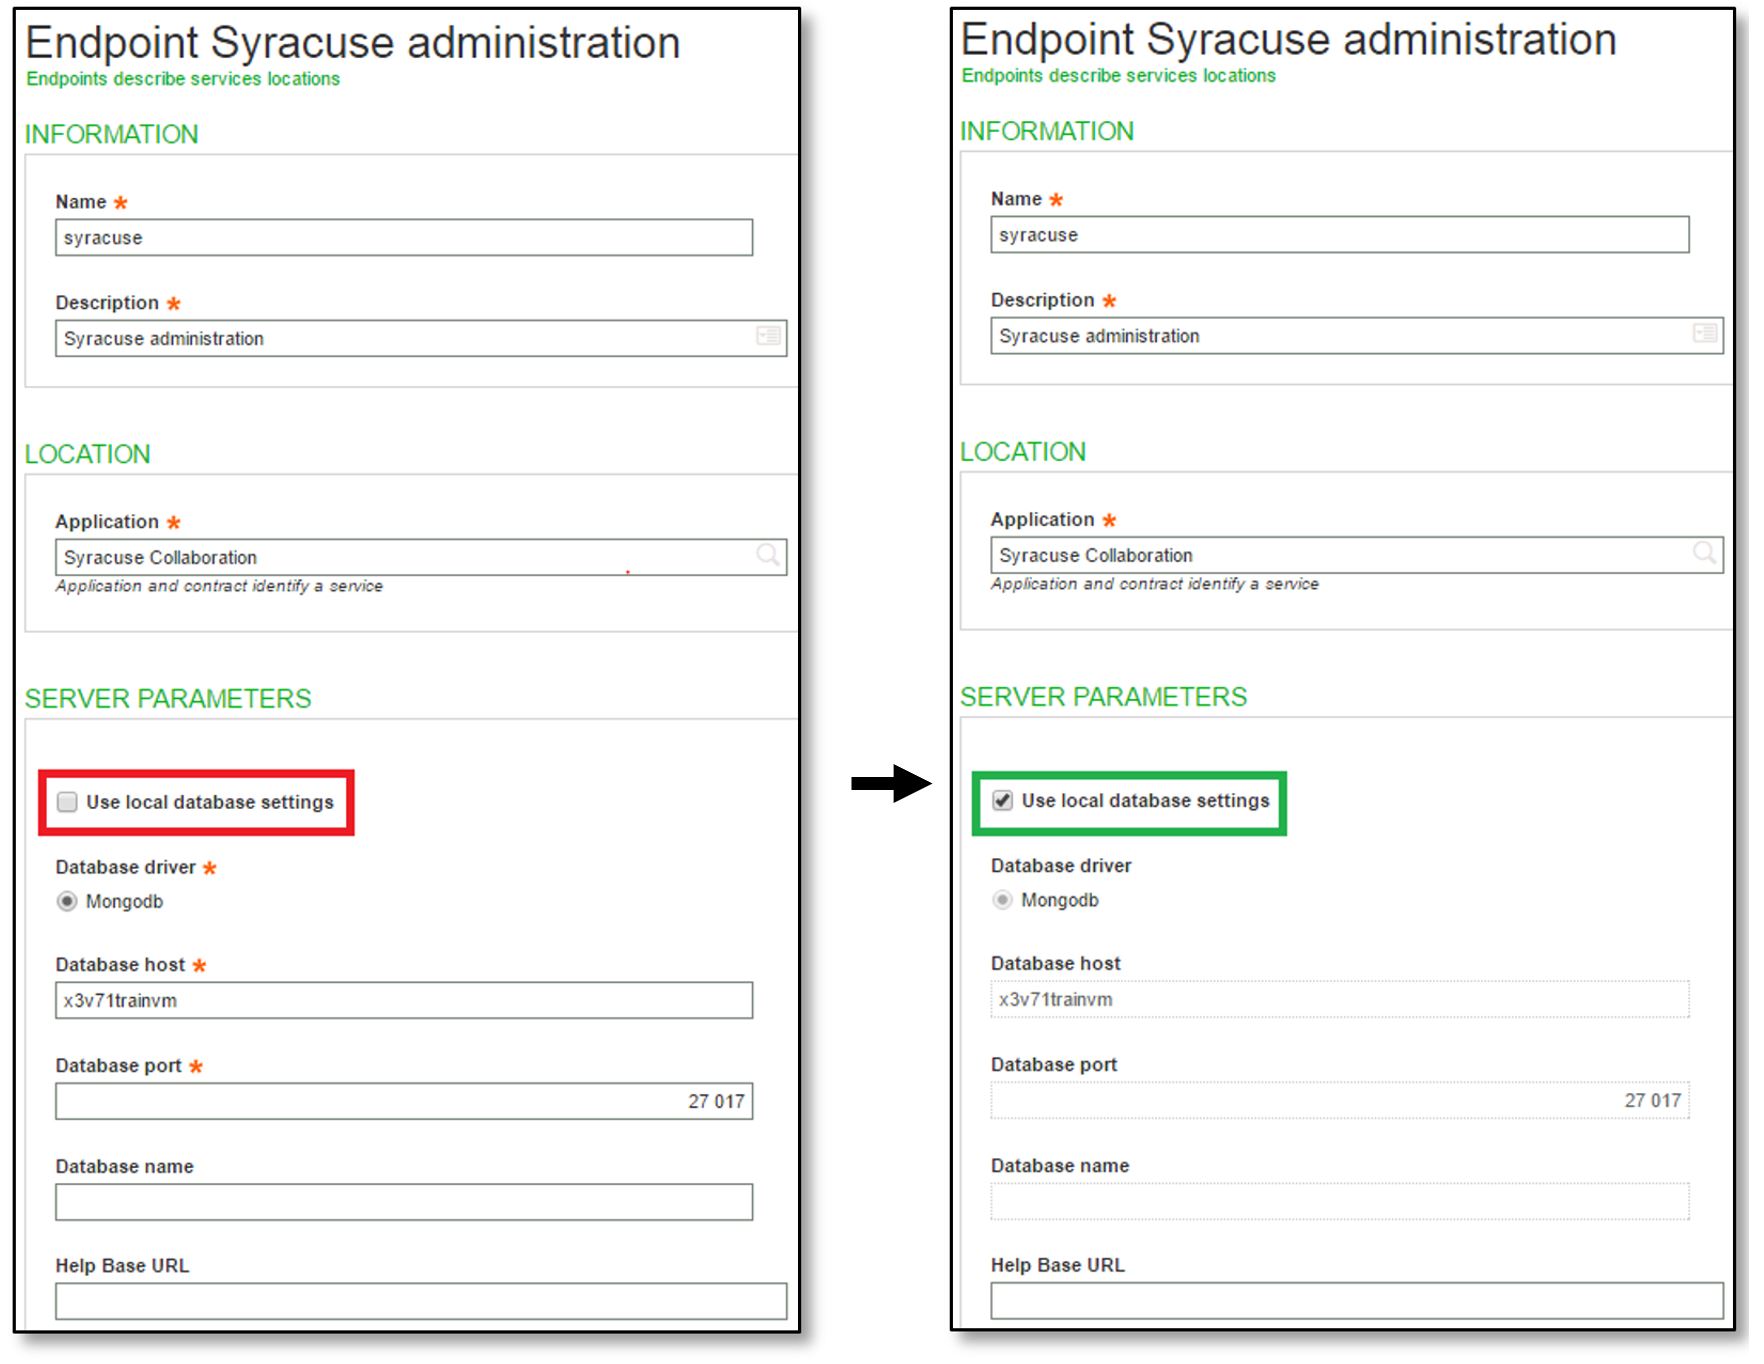 Endpoint Syracuse administration
Endpoints describe services locations
INFORMATION
Name *
syracuse
Description *
Syracuse administration
LOCATION
Application *
Syracuse Collaboration
Application and contract identify a service
SERVER PARAMETERS
Use local database settings
Database driver *
Mongodb
Database host *
x3v71trainvm
Database port *
27 017
Database name
Help Base URL
Endpoint Syracuse administration
Endpoints describe services locations
INFORMATION
Name *
syracuse
Description *
Syracuse administration
LOCATION
Application *
Syracuse Collaboration
Application and contract identify a service
SERVER PARAMETERS
Use local database settings
Database driver
Mongodb
Database host
x3v71trainvm
Database port
27 017
Database name
Help Base URL